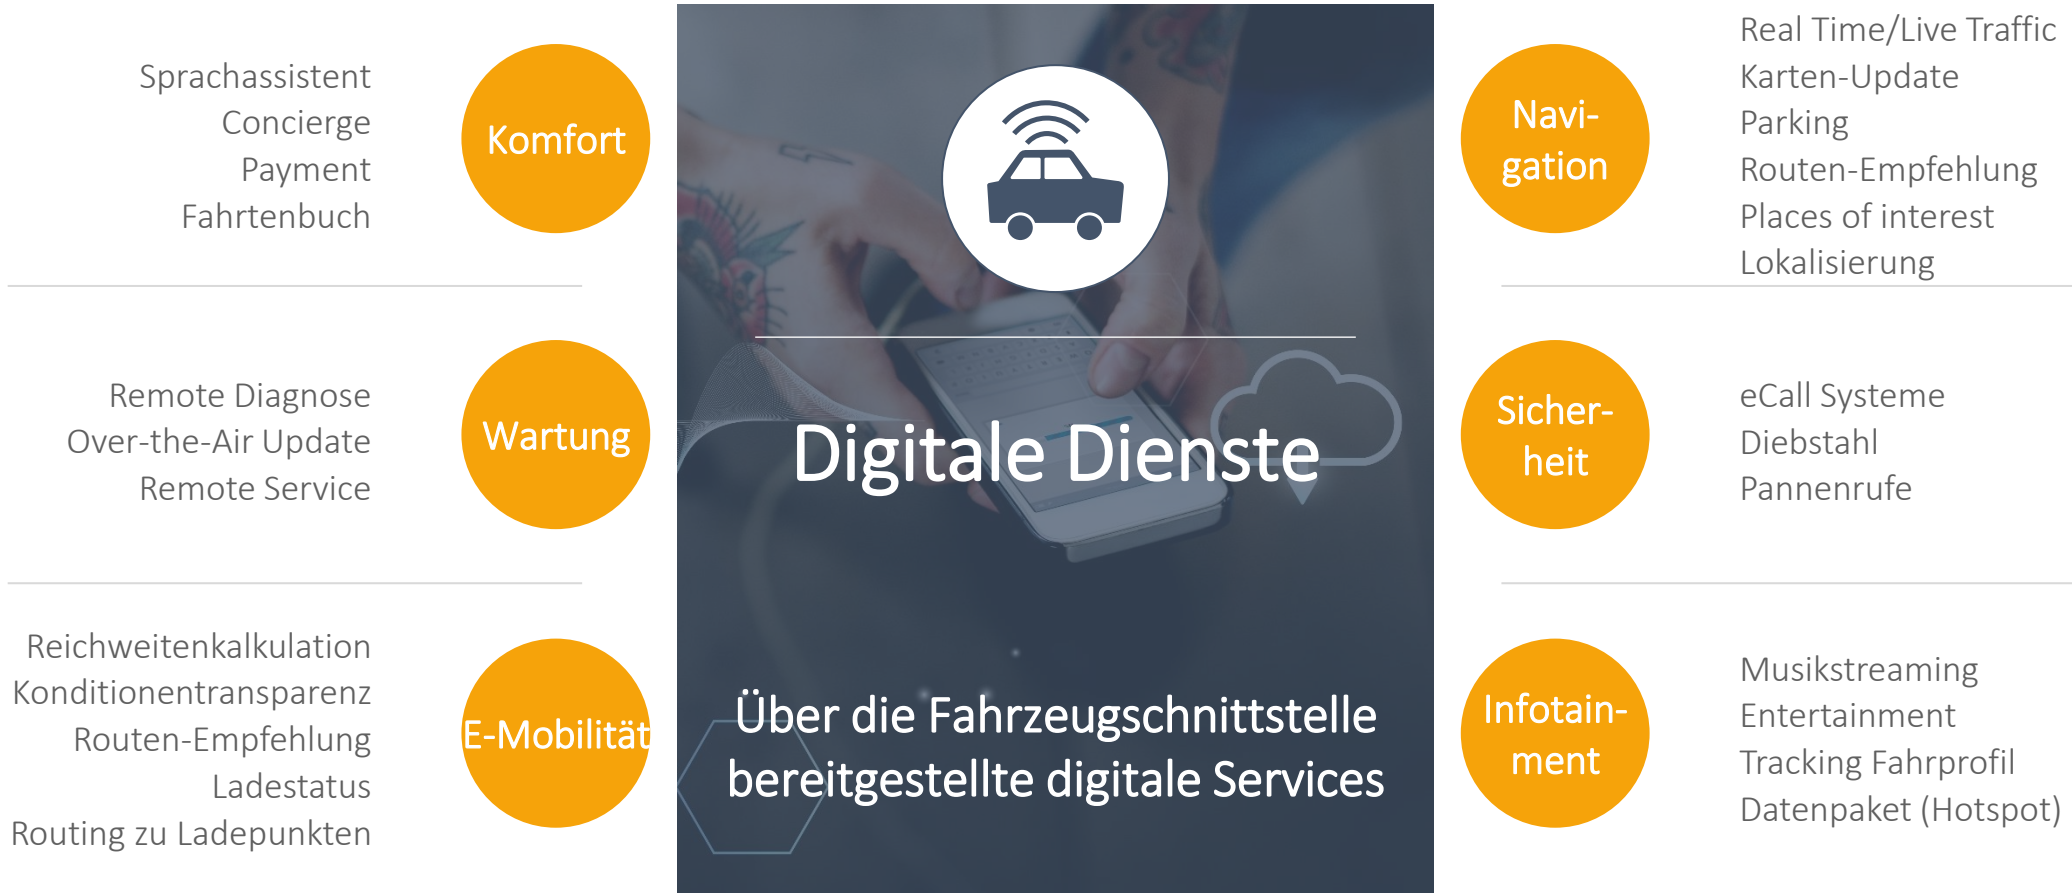 Sprachassistent
Concierge
Payment
Fahrtenbuch
Komfort
Remote Diagnose
Over-the-Air Update
Remote Service
Wartung
Reichweitenkalkulation
Konditionentransparenz
Routen-Empfehlung
Ladestatus
Routing zu Ladepunkten
E-Mobilität
Digitale Dienste
Über die Fahrzeugschnittstelle
bereitgestellte digitale Services
Navi-
gation
Real Time/Live Traffic
Karten-Update
Parking
Routen-Empfehlung
Places of interest
Lokalisierung
Sicher-
heit
eCall Systeme
Diebstahl
Pannenrufe
Infotain-
ment
Musikstreaming
Entertainment
Tracking Fahrprofil
Datenpaket (Hotspot)